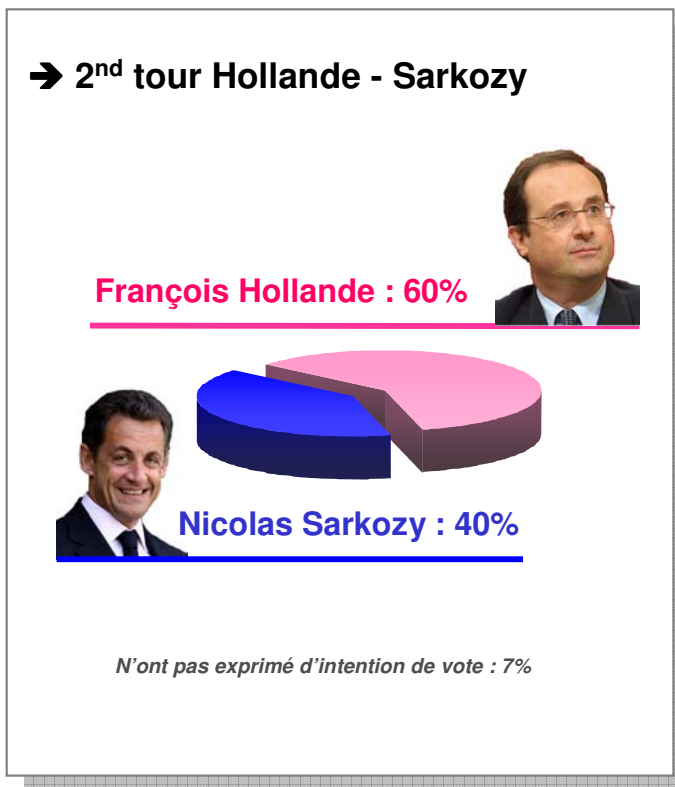 ➔ 2nd tour Hollande - Sarkozy
François Hollande : 60%
Nicolas Sarkozy : 40%
N’ont pas exprimé d’intention de vote : 7%